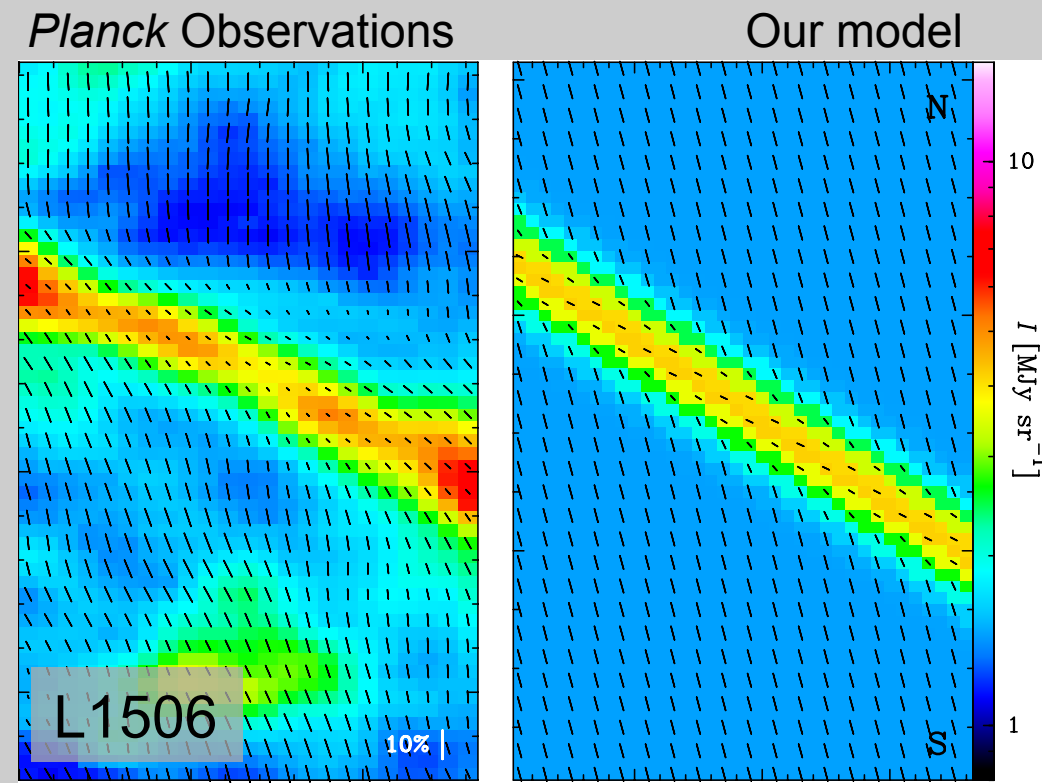 Planck Observations
Our model
N
10
I [MJy sr⁻¹]
L1506
10%
S
1